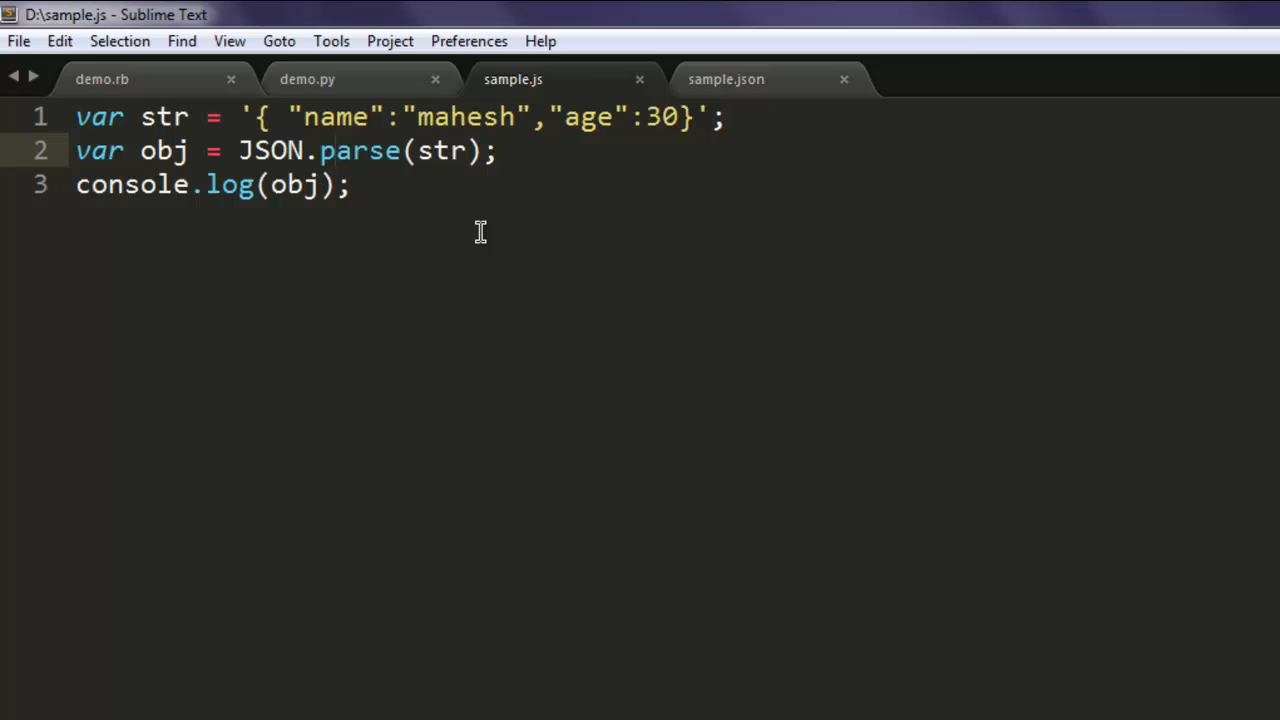 D:\sample.js - Sublime Text
File Edit Selection Find View Goto Tools Project Preferences Help
demo.rb × demo.py × sample.js × sample.json ×
1 var str = '{ "name":"mahesh","age":30}';
2 var obj = JSON.parse(str);
3 console.log(obj);